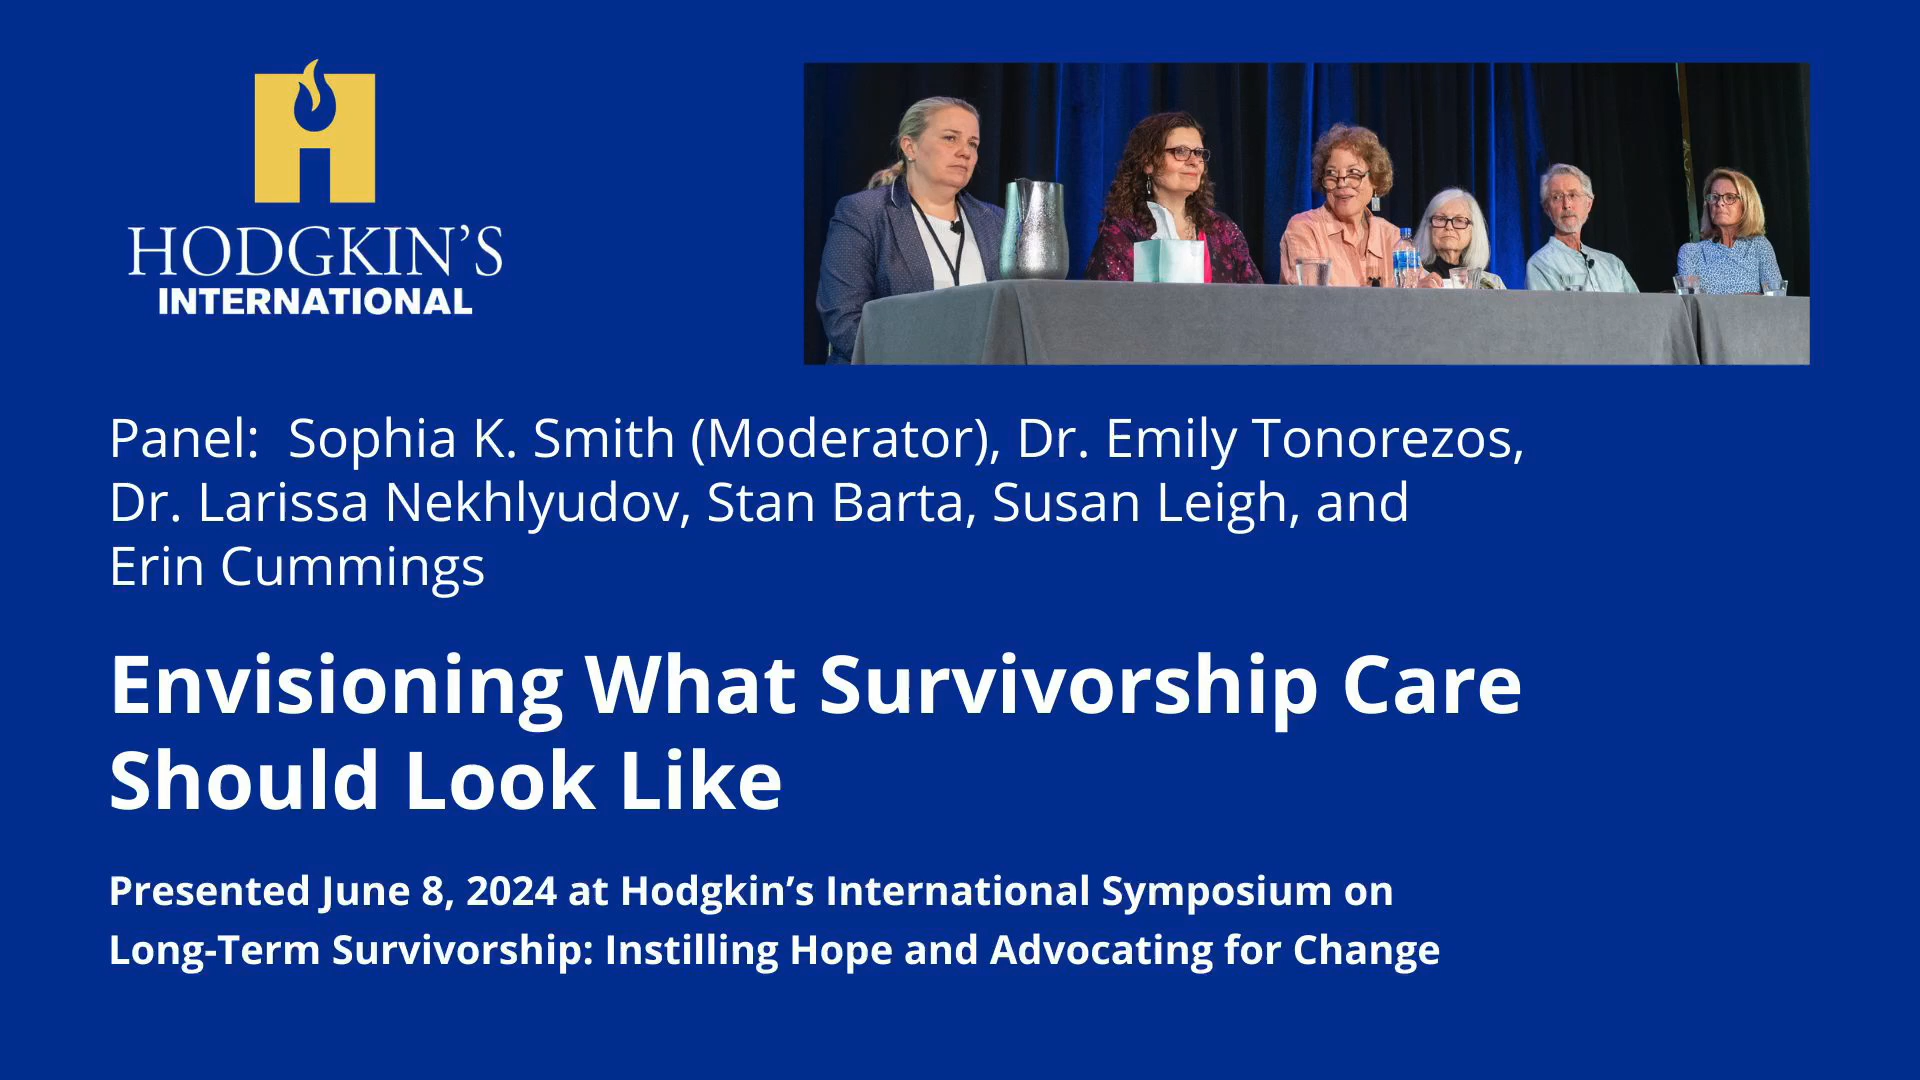 HODGKIN’S
INTERNATIONAL
Panel:  Sophia K. Smith (Moderator), Dr. Emily Tonorezos,
Dr. Larissa Nekhlyudov, Stan Barta, Susan Leigh, and
Erin Cummings
Envisioning What Survivorship Care
Should Look Like
Presented June 8, 2024 at Hodgkin’s International Symposium on
Long-Term Survivorship: Instilling Hope and Advocating for Change